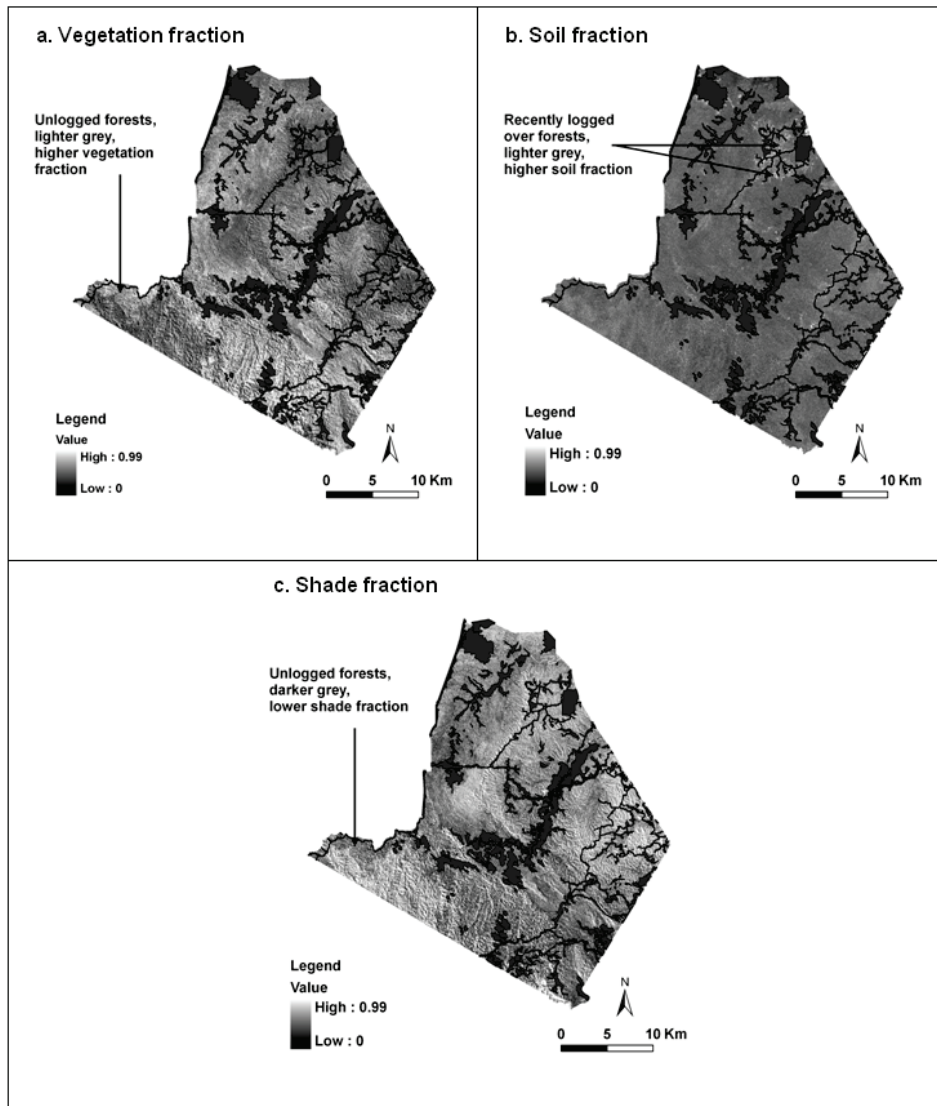 a. Vegetation fraction
Unlogged forests,
lighter grey,
higher vegetation
fraction
Legend
Value
High : 0.99
Low : 0
N
0 5 10 Km
b. Soil fraction
Recently logged
over forests,
lighter grey,
higher soil fraction
Legend
Value
High : 0.99
Low : 0
N
0 5 10 Km
c. Shade fraction
Unlogged forests,
darker grey,
lower shade fraction
Legend
Value
High : 0.99
Low : 0
N
0 5 10 Km